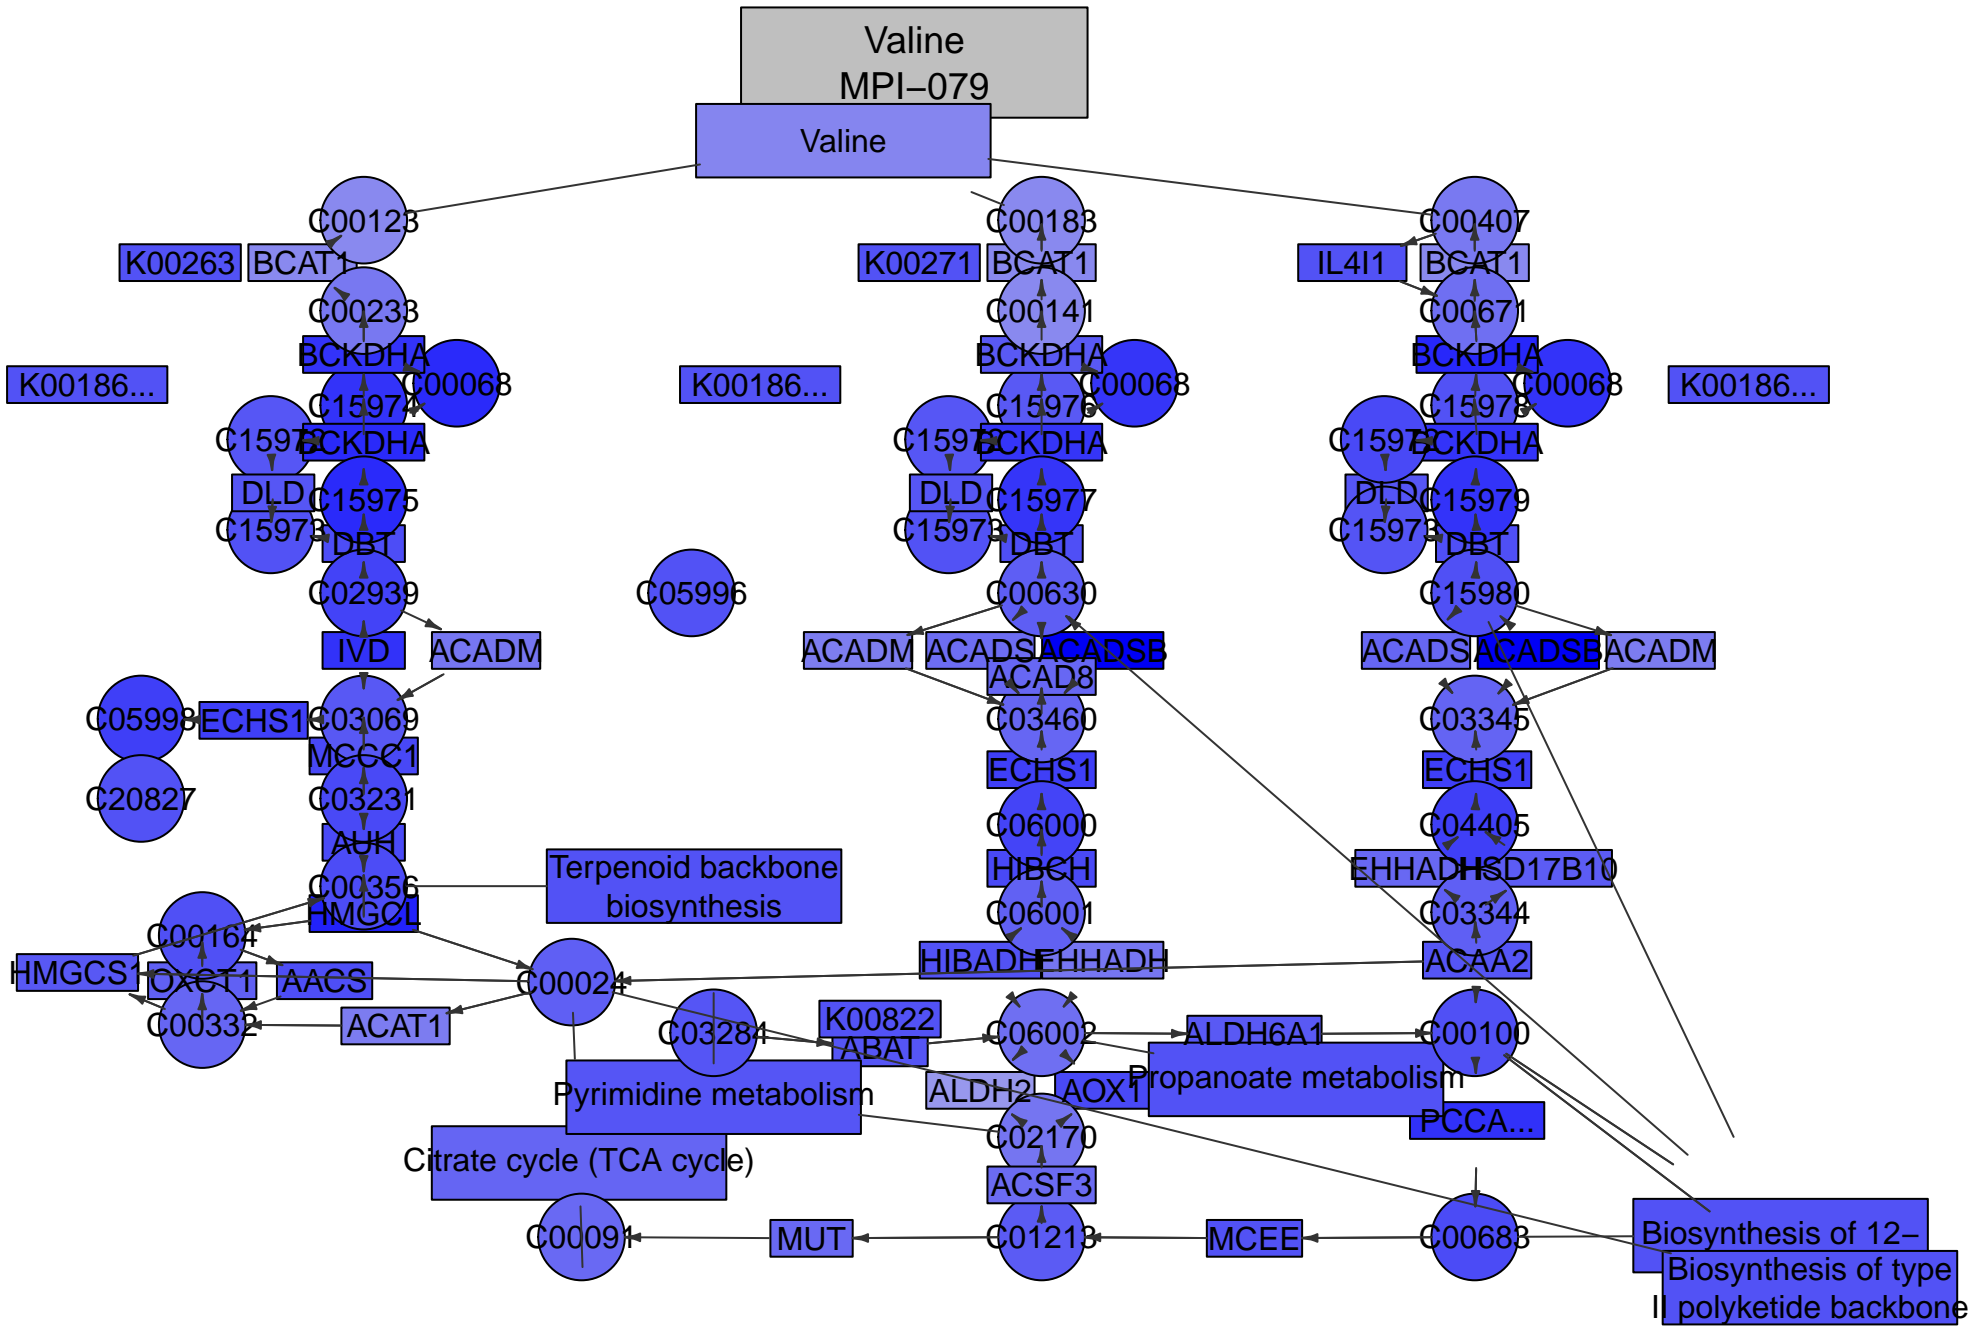 Valine
MPI–079
Valine
C00123
C00183
C00407
K00263
BCAT1
K00271
BCAT1
IL4I1
BCAT1
C00233
C00141
C00671
BCKDHA
BCKDHA
BCKDHA
K00186...
C00068
K00186...
C00068
C00068
K00186...
C15974
C15976
C15978
C15972
BCKDHA
C15972
BCKDHA
C15972
BCKDHA
DLD
C15975
DLD
C15977
DLD
C15979
C15973
DBT
C15973
DBT
C15973
DBT
C02939
C05996
C00630
C15980
IVD
ACADM
ACADM
ACADS
ACADSB
ACADS
ACADSB
ACADM
ACAD8
C05998
ECHS1
C03069
C03460
C03345
MCCC1
ECHS1
ECHS1
C20827
C03231
C06000
C04405
AUH
Terpenoid backbone
biosynthesis
HIBCH
EHHADH
HSD17B10
C00356
HMGCL
C06001
C03344
C00164
HMGCS1
OXCT1
AACS
C00024
HIBADH
EHHADH
ACAA2
C00332
ACAT1
C03284
K00822
ABAT
C06002
ALDH6A1
C00100
Pyrimidine metabolism
ALDH2
AOX1
Propanoate metabolism
PCCA...
C02170
Citrate cycle (TCA cycle)
ACSF3
C00091
MUT
C01213
MCEE
C00683
Biosynthesis of 12–
Biosynthesis of type
II polyketide backbone